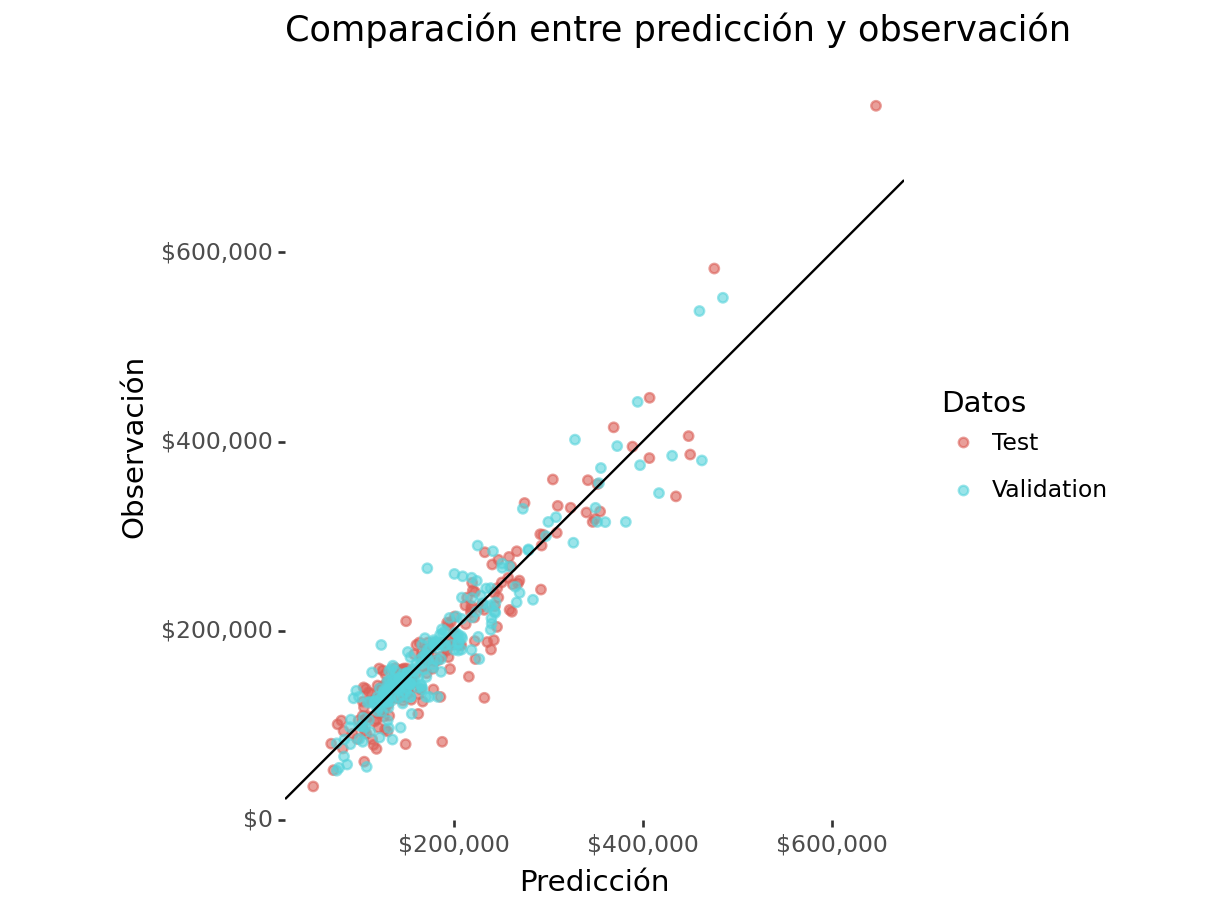 Comparación entre predicción y observación
Observación
$600,000
$400,000
$200,000
$0
$200,000
$400,000
$600,000
Predicción
Datos
Test
Validation